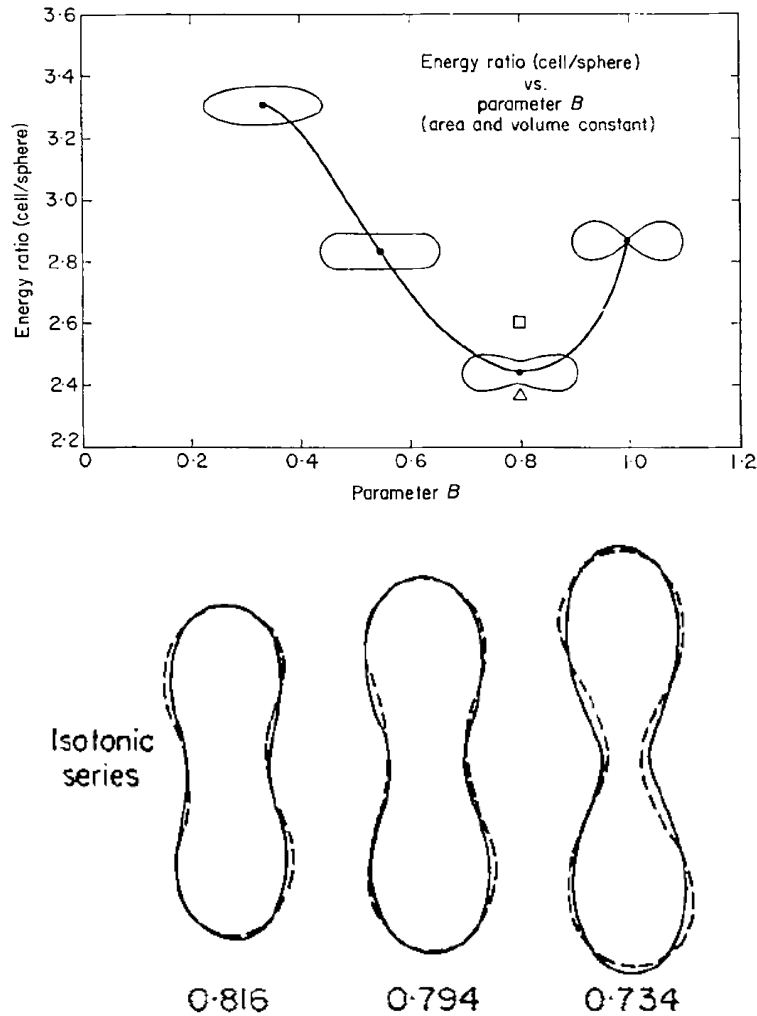 3·6
3·4
3·2
3·0
2·8
2·6
2·4
2·2
Energy ratio (cell/sphere)
Energy ratio (cell/sphere)
vs.
parameter B
(area and volume constant)
0 0·2 0·4 0·6 0·8 1·0 1·2
Parameter B
Isotonic
series
0·816 0·794 0·734